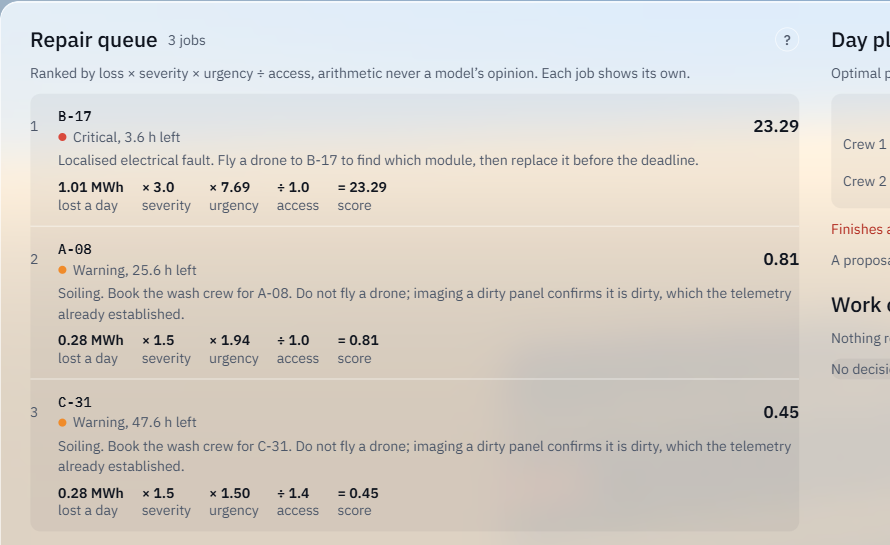 Repair queue 3 jobs ?
Ranked by loss × severity × urgency ÷ access, arithmetic never a model’s opinion. Each job shows its own.
1 B-17 23.29
Critical, 3.6 h left
Localised electrical fault. Fly a drone to B-17 to find which module, then replace it before the deadline.
1.01 MWh × 3.0 × 7.69 ÷ 1.0 = 23.29
lost a day severity urgency access score
2 A-08 0.81
Warning, 25.6 h left
Soiling. Book the wash crew for A-08. Do not fly a drone; imaging a dirty panel confirms it is dirty, which the telemetry
already established.
0.28 MWh × 1.5 × 1.94 ÷ 1.0 = 0.81
lost a day severity urgency access score
3 C-31 0.45
Warning, 47.6 h left
Soiling. Book the wash crew for C-31. Do not fly a drone; imaging a dirty panel confirms it is dirty, which the telemetry
already established.
0.28 MWh × 1.5 × 1.50 ÷ 1.4 = 0.45
lost a day severity urgency access score
Day
Optimal
Crew 1
Crew 2
Finishes
A
Work
Nothing
No